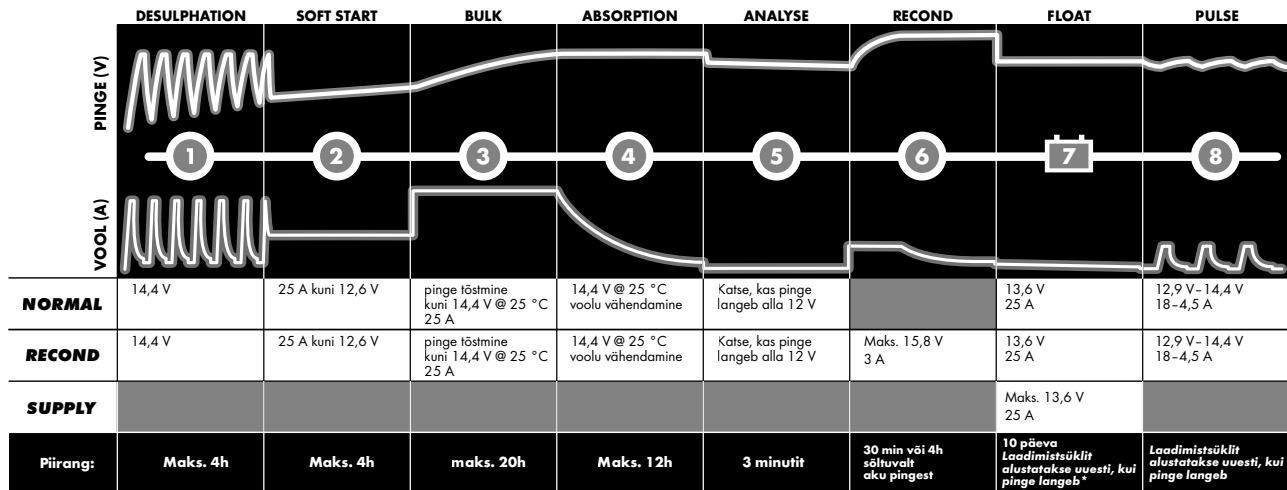 DESULPHATION SOFT START BULK ABSORPTION ANALYSE RECOND FLOAT PULSE
PINGE (V)
1 2 3 4 5 6 7 8
VOOL (A)
NORMAL
14,4 V
25 A kuni 12,6 V
pinge tõstmine
kuni 14,4 V @ 25 °C
25 A
14,4 V @ 25 °C
voolu vähendamine
Katse, kas pinge
langeb alla 12 V
13,6 V
25 A
12,9 V–14,4 V
18–4,5 A
RECOND
14,4 V
25 A kuni 12,6 V
pinge tõstmine
kuni 14,4 V @ 25 °C
25 A
14,4 V @ 25 °C
voolu vähendamine
Katse, kas pinge
langeb alla 12 V
Maks. 15,8 V
3 A
13,6 V
25 A
12,9 V–14,4 V
18–4,5 A
SUPPLY
Maks. 13,6 V
25 A
Piirang:
Maks. 4h
Maks. 4h
maks. 20h
Maks. 12h
3 minutit
30 min või 4h
sõltuvalt
aku pingest
10 päeva
Laadimistsüklit
alustatakse uuesti, kui
pinge langeb*
Laadimistsüklit
alustatakse uuesti, kui
pinge langeb